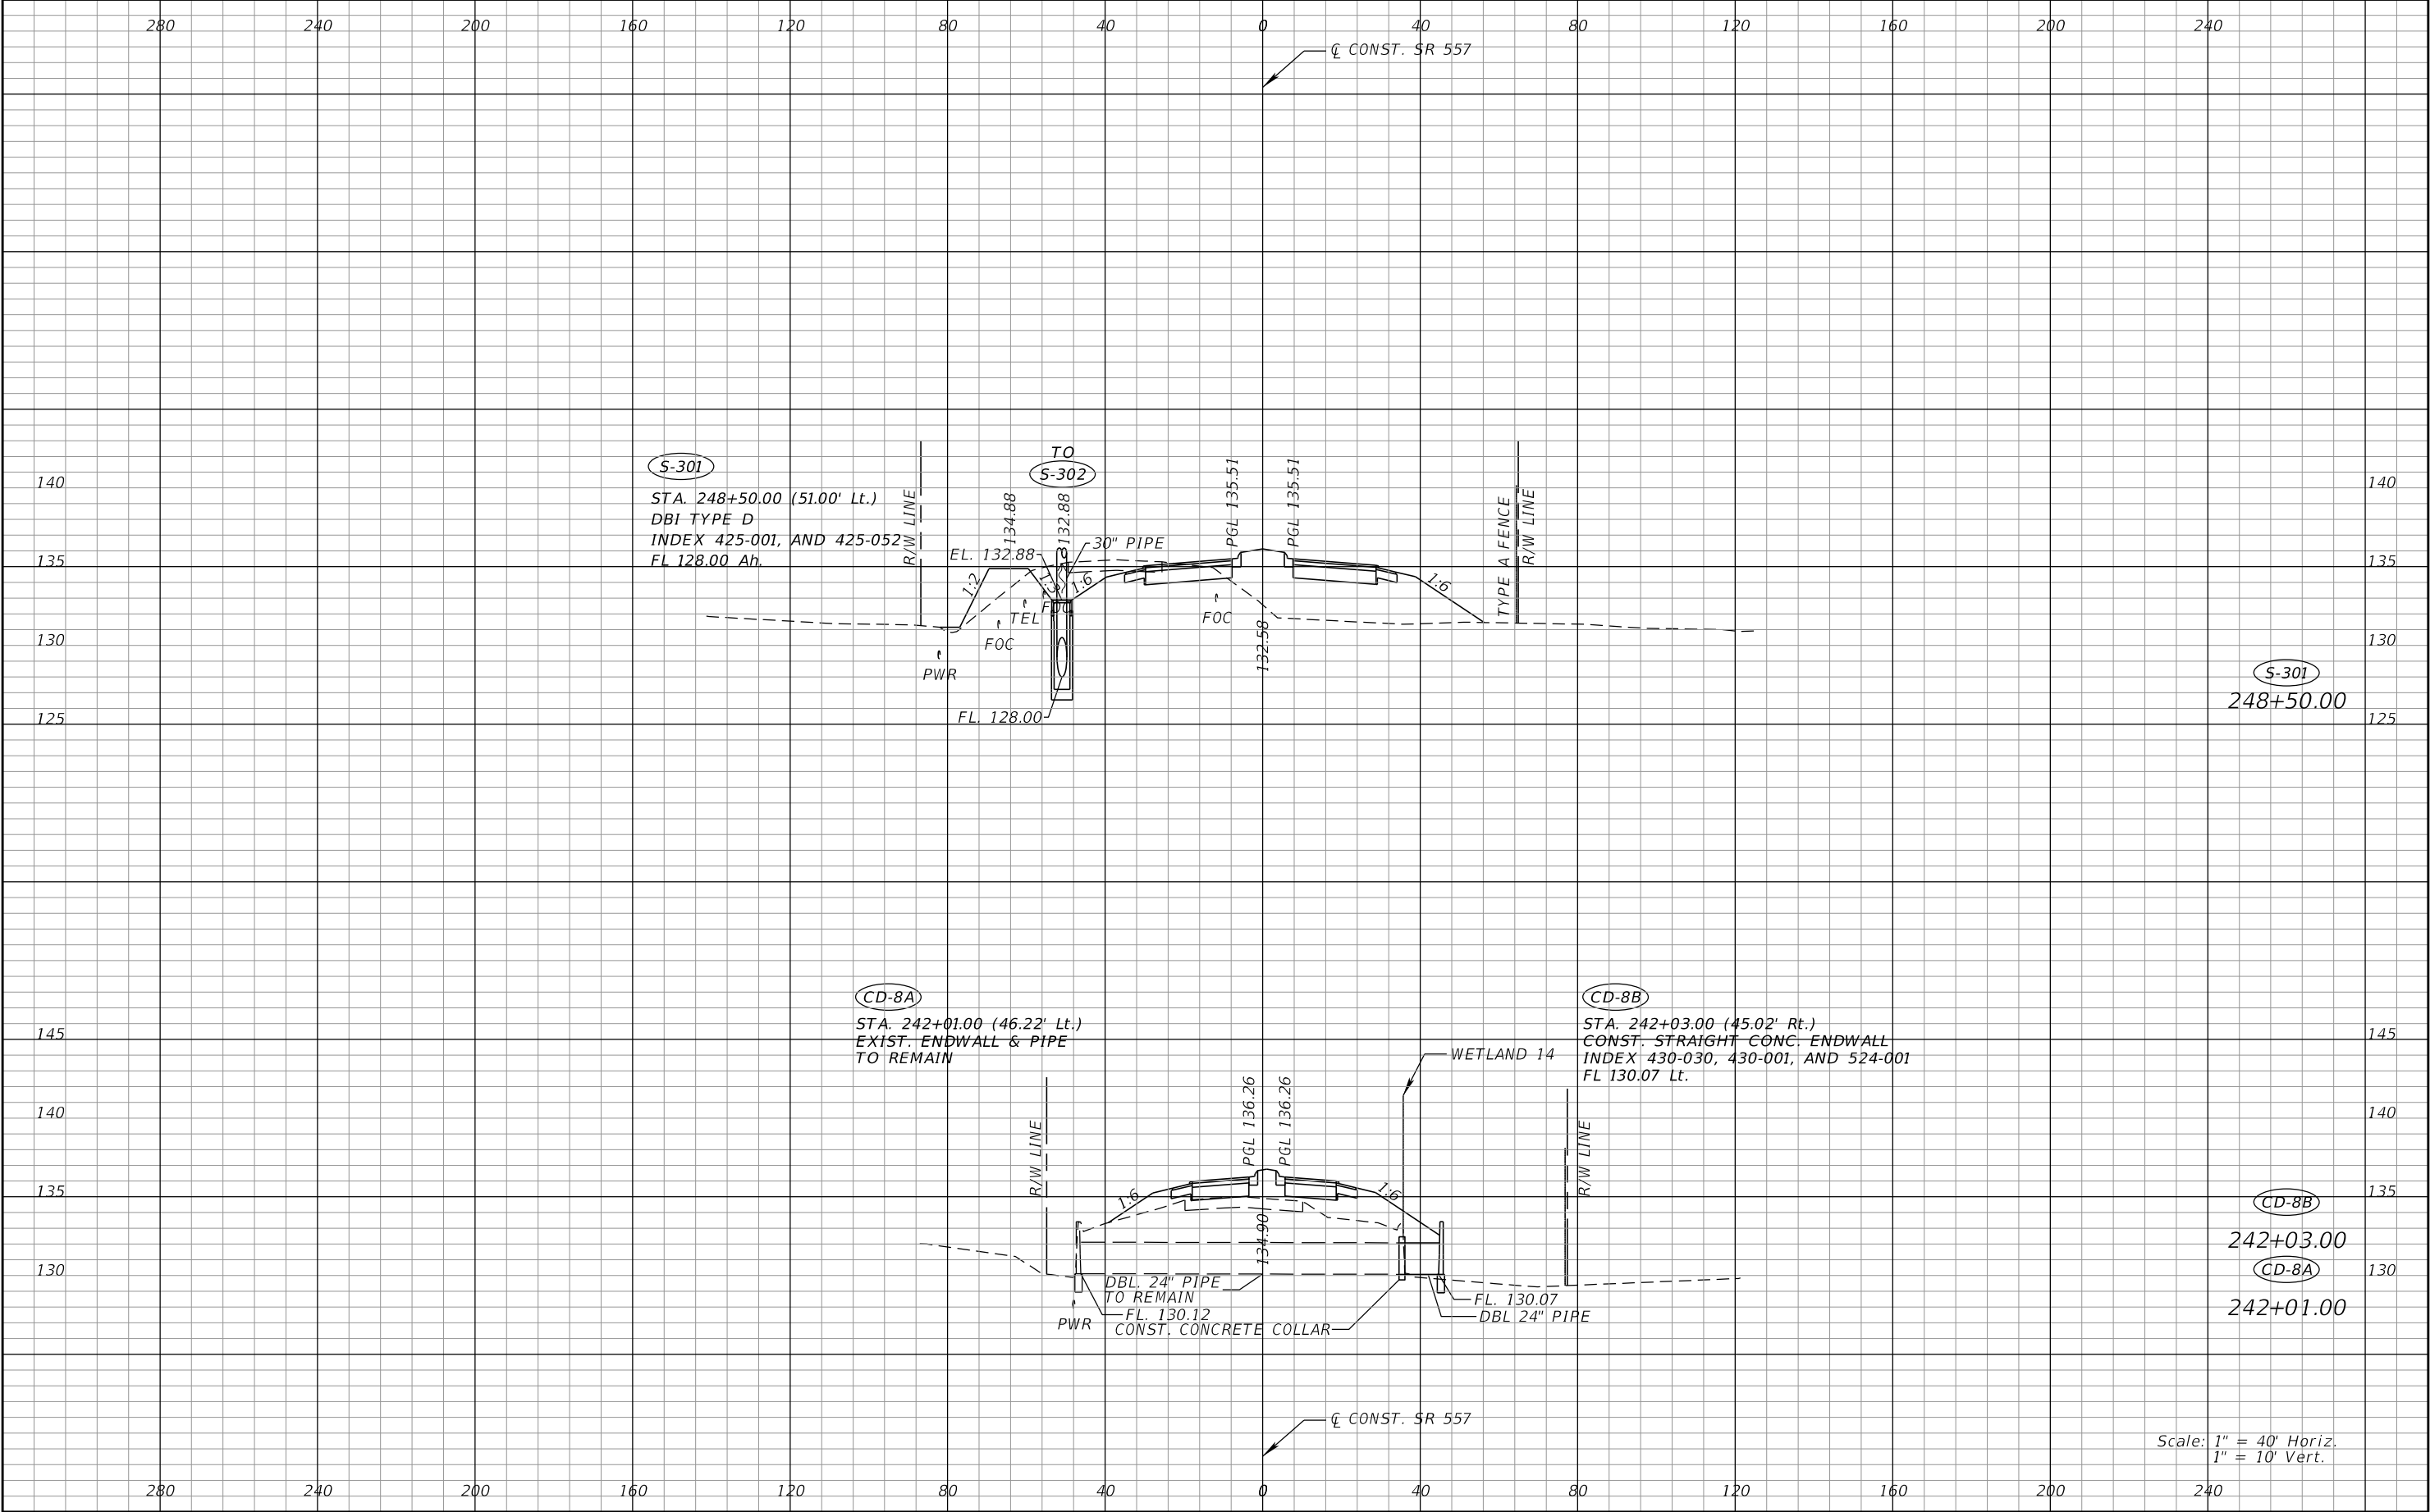 280 240 200 160 120 80 40 0 40 80 120 160 200 240
℄ CONST. SR 557
S-301
STA. 248+50.00 (51.00' Lt.)
DBI TYPE D
INDEX 425-001, AND 425-052
FL 128.00 Ah.
TO
S-302
R/W LINE
134.88
132.88
EL. 132.88
30" PIPE
PGL 135.51
PGL 135.51
TYPE A FENCE
R/W LINE
1:2
1:6
1:6
TEL
FOC
FOC
FOC
PWR
132.58
FL. 128.00
140
135
130
125
140
135
130
125
S-301
248+50.00
CD-8A
STA. 242+01.00 (46.22' Lt.)
EXIST. ENDWALL & PIPE
TO REMAIN
CD-8B
STA. 242+03.00 (45.02' Rt.)
CONST. STRAIGHT CONC. ENDWALL
INDEX 430-030, 430-001, AND 524-001
FL 130.07 Lt.
WETLAND 14
R/W LINE
PGL 136.26
PGL 136.26
R/W LINE
1:6
1:6
134.90
DBL. 24" PIPE
TO REMAIN
FL. 130.12
PWR
CONST. CONCRETE COLLAR
FL. 130.07
DBL 24" PIPE
145
140
135
130
145
140
135
130
CD-8B
242+03.00
CD-8A
242+01.00
℄ CONST. SR 557
Scale: 1" = 40' Horiz.
1" = 10' Vert.
280 240 200 160 120 80 40 0 40 80 120 160 200 240